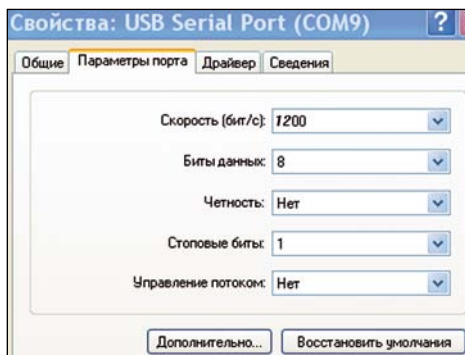 Свойства: USB Serial Port (COM9) ?
Общие Параметры порта Драйвер Сведения
Скорость (бит/с): 1200
Биты данных: 8
Четность: Нет
Стоповые биты: 1
Управление потоком: Нет
Дополнительно... Восстановить умолчания